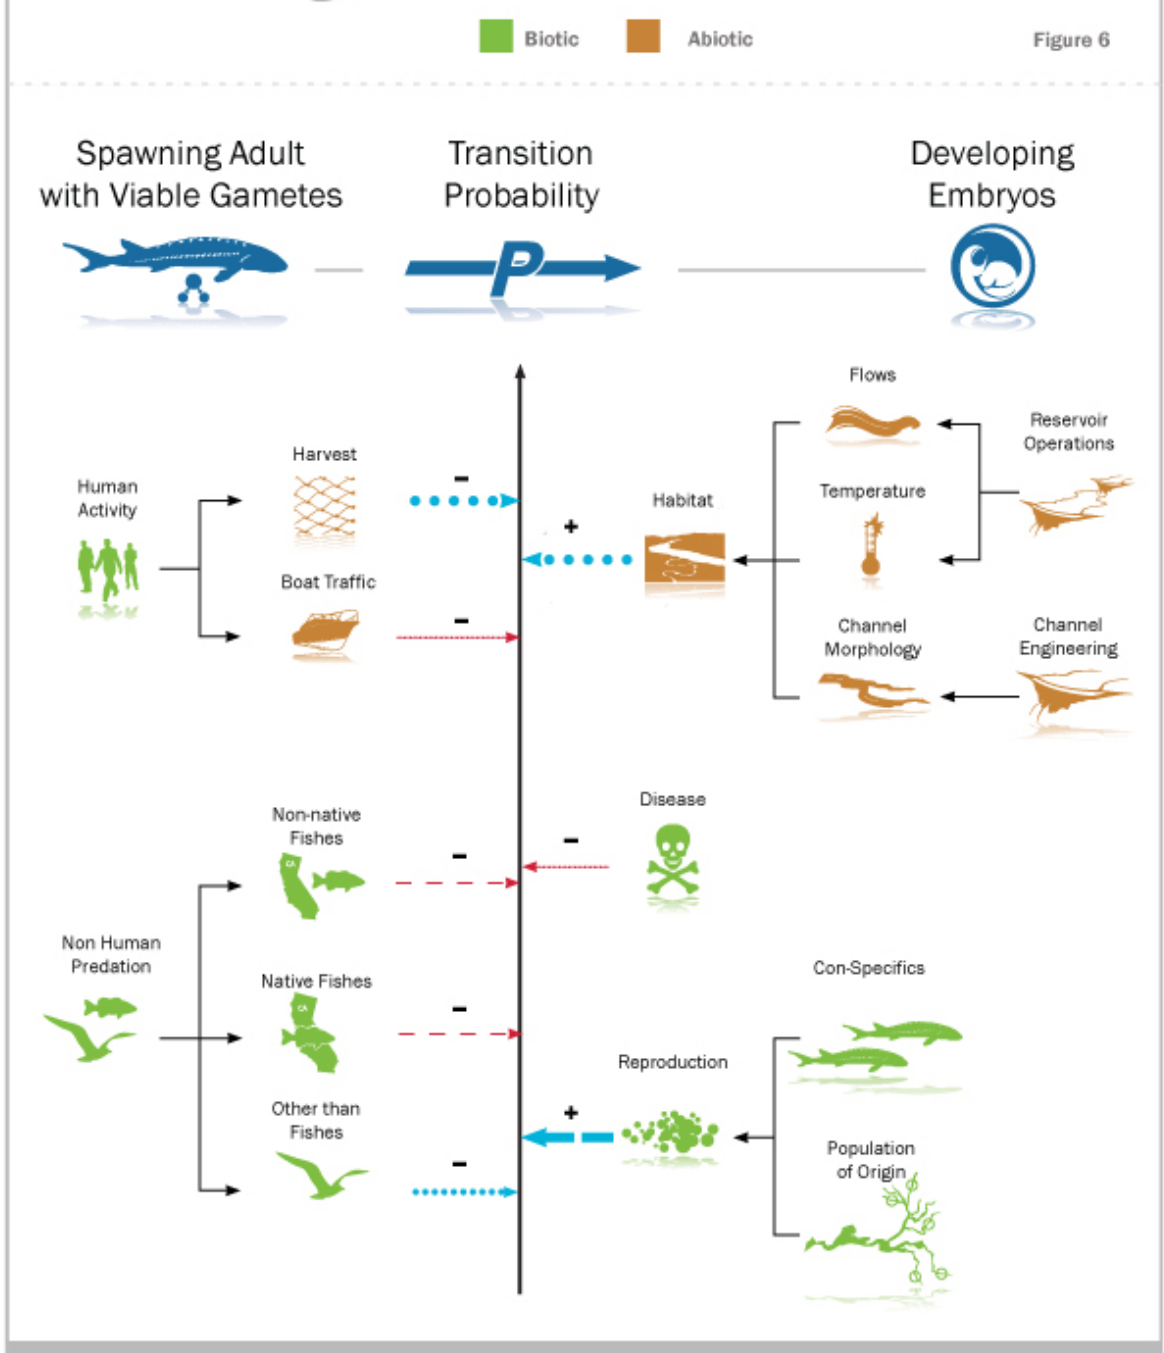 Biotic
Abiotic
Figure 6
Spawning Adult
with Viable Gametes
Transition
Probability
Developing
Embryos
P
Flows
Reservoir
Operations
Harvest
–
Human
Activity
Temperature
Habitat
+
Boat Traffic
–
Channel
Morphology
Channel
Engineering
Disease
–
Non-native
Fishes
CA
–
Non Human
Predation
Con-Specifics
Native Fishes
CA
–
Reproduction
+
Other than
Fishes
–
Population
of Origin